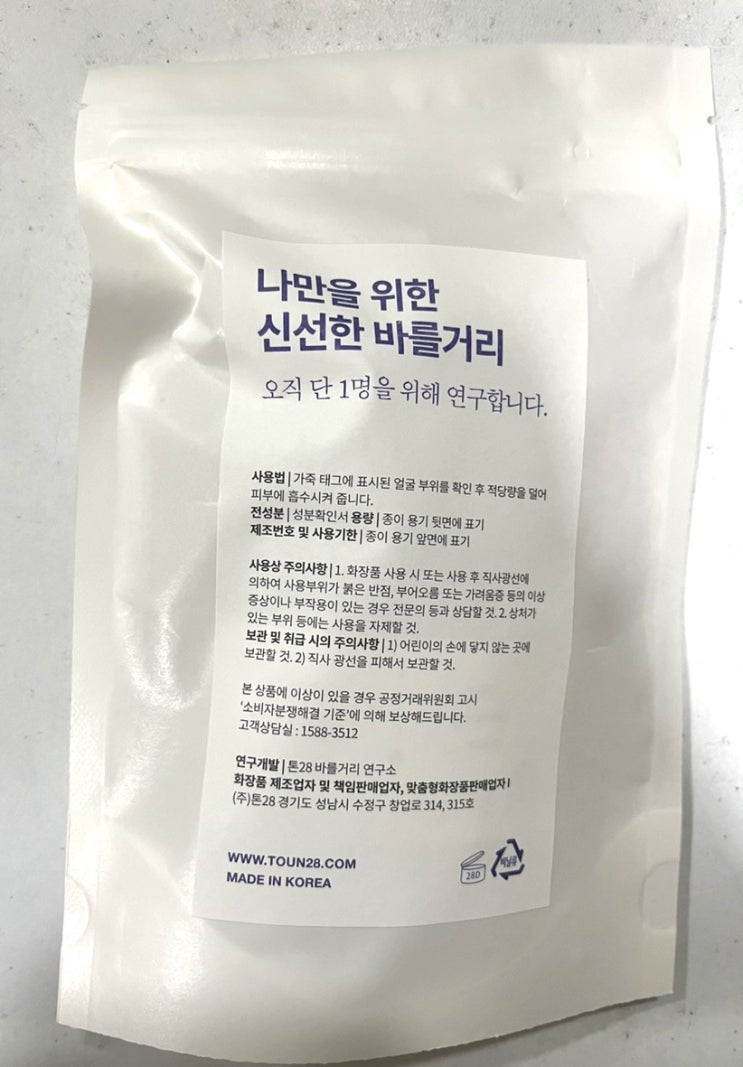 나만을 위한
신선한 바를거리
오직 단 1명을 위해 연구합니다.
사용법 | 가죽 태그에 표시된 얼굴 부위를 확인 후 적당량을 덜어
피부에 흡수시켜 줍니다.
전성분 | 성분확인서 용량 | 종이 용기 뒷면에 표기
제조번호 및 사용기한 | 종이 용기 앞면에 표기
사용상 주의사항 | 1. 화장품 사용 시 또는 사용 후 직사광선에
의하여 사용부위가 붉은 반점, 부어오름 또는 가려움증 등의 이상
증상이나 부작용이 있는 경우 전문의 등과 상담할 것. 2. 상처가
있는 부위 등에는 사용을 자제할 것.
보관 및 취급 시의 주의사항 | 1) 어린이의 손에 닿지 않는 곳에
보관할 것. 2) 직사 광선을 피해서 보관할 것.
본 상품에 이상이 있을 경우 공정거래위원회 고시
‘소비자분쟁해결 기준’에 의해 보상해드립니다.
고객상담실 : 1588-3512
연구개발 | 톤28 바를거리 연구소
화장품 제조업자 및 책임판매업자, 맞춤형화장품판매업자 |
(주)톤28 경기도 성남시 수정구 창업로 314, 315호
WWW.TOUN28.COM
MADE IN KOREA
28D
비닐류